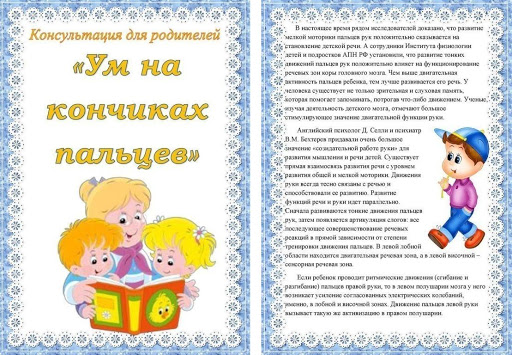 Консультация для родителей
«Ум на
кончиках
пальцев»
В настоящее время рядом исследователей доказано, что развитие
мелкой моторики пальцев рук положительно сказывается на
становление детской речи. А сотрудники Института физиологии
детей и подростков АПН РФ установили, что развитие тонких
движений пальцев рук положительно влияет на функционирование
речевых зон коры головного мозга. Чем выше двигательная
активность пальцев ребенка, тем лучше развивается его речь. У
человека существует не только зрительная и слуховая память,
которая помогает запоминать, потрогав что-либо движением. Ученые,
изучая деятельность детского мозга, отмечают большое
стимулирующее значение двигательной функции руки.
Английский психолог Д. Селли и психиатр
В.М. Бехтерев придавали очень большое
значение «созидательной работе руки» для
развития мышления и речи детей. Существует
прямая взаимосвязь развития речи с уровнем
развития общей и мелкой моторики. Движения
руки всегда тесно связаны с речью и
способствовали ее развитию. Развитие
функций речи и руки идет параллельно.
Сначала развиваются тонкие движения пальцев
рук, затем появляется артикуляция слогов: все
последующее совершенствование речевых
реакций в прямой зависимости от степени
тренировки движения пальцев. В левой лобной
области находится двигательная речевая зона, а в левой височной –
сенсорная речевая зона.
Если ребенок проводит ритмические движения (сгибание и
разгибание) пальцев правой руки, то в левом полушарии мозга у него
возникает усиление согласованных электрических колебаний,
именно, в лобной и височной зонах. Движение пальцев левой руки
вызывает такую же активизацию в правом полушарии.